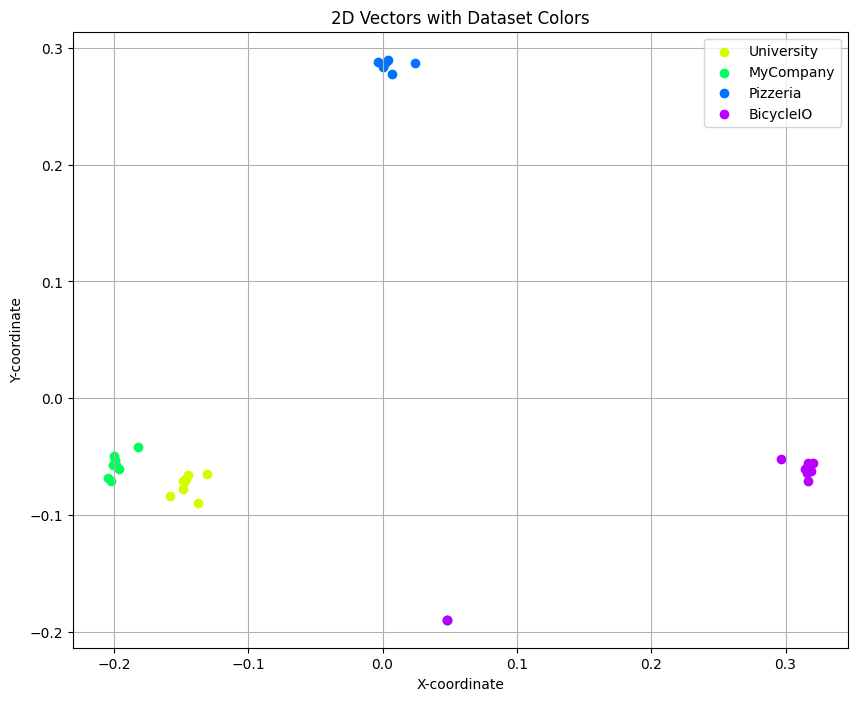 2D Vectors with Dataset Colors
University
MyCompany
Pizzeria
BicycleIO
0.3
0.2
0.1
0.0
−0.1
−0.2
Y-coordinate
−0.2
−0.1
0.0
0.1
0.2
0.3
X-coordinate